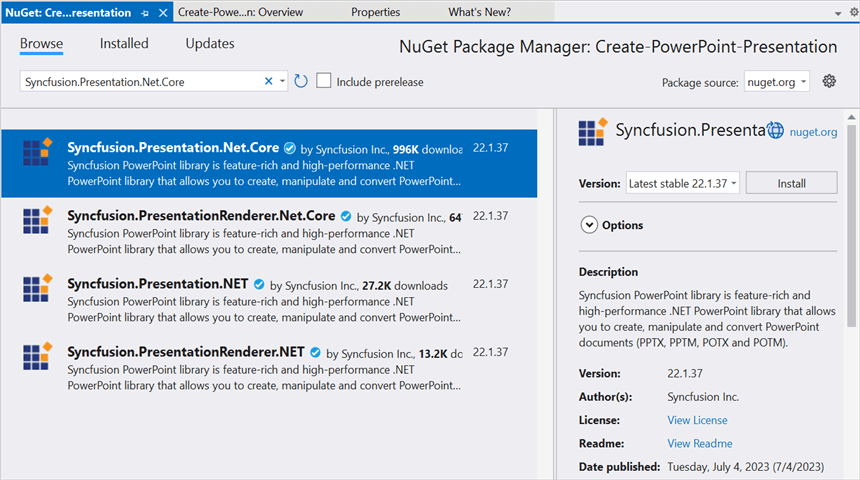 NuGet: Cre...resentation
Create-Powe...n: Overview
Properties
What's New?
Browse
Installed
Updates
NuGet Package Manager: Create-PowerPoint-Presentation
Syncfusion.Presentation.Net.Core
Include prerelease
Package source: nuget.org
Syncfusion.Presentation.Net.Core by Syncfusion Inc., 996K downloa 22.1.37
Syncfusion PowerPoint library is feature-rich and high-performance .NET
PowerPoint library that allows you to create, manipulate and convert PowerPoint...
Syncfusion.PresentationRenderer.Net.Core by Syncfusion Inc., 64 22.1.37
Syncfusion PowerPoint library is feature-rich and high-performance .NET
PowerPoint library that allows you to create, manipulate and convert PowerPoint...
Syncfusion.Presentation.NET by Syncfusion Inc., 27.2K downloads 22.1.37
Syncfusion PowerPoint library is feature-rich and high-performance .NET
PowerPoint library that allows you to create, manipulate and convert PowerPoint...
Syncfusion.PresentationRenderer.NET by Syncfusion Inc., 13.2K dc 22.1.37
Syncfusion PowerPoint library is feature-rich and high-performance .NET
PowerPoint library that allows you to create, manipulate and convert PowerPoint...
Syncfusion.Presenta nuget.org
Version: Latest stable 22.1.37 Install
Options
Description
Syncfusion PowerPoint library is feature-rich and
high-performance .NET PowerPoint library that allows
you to create, manipulate and convert PowerPoint
documents (PPTX, PPTM, POTX and POTM).
Version: 22.1.37
Author(s): Syncfusion Inc.
License: View License
Readme: View Readme
Date published: Tuesday, July 4, 2023 (7/4/2023)